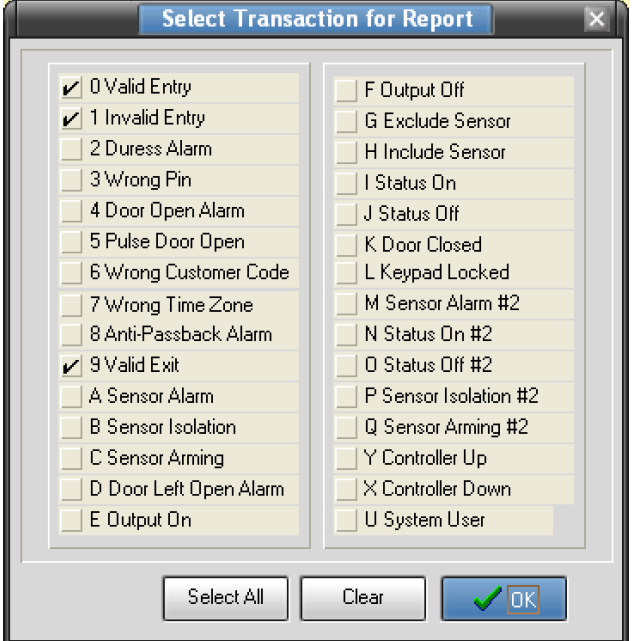 Select Transaction for Report
0 Valid Entry
1 Invalid Entry
2 Duress Alarm
3 Wrong Pin
4 Door Open Alarm
5 Pulse Door Open
6 Wrong Customer Code
7 Wrong Time Zone
8 Anti-Passback Alarm
9 Valid Exit
A Sensor Alarm
B Sensor Isolation
C Sensor Arming
D Door Left Open Alarm
E Output On
F Output Off
G Exclude Sensor
H Include Sensor
I Status On
J Status Off
K Door Closed
L Keypad Locked
M Sensor Alarm #2
N Status On #2
O Status Off #2
P Sensor Isolation #2
Q Sensor Arming #2
Y Controller Up
X Controller Down
U System User
Select All
Clear
OK